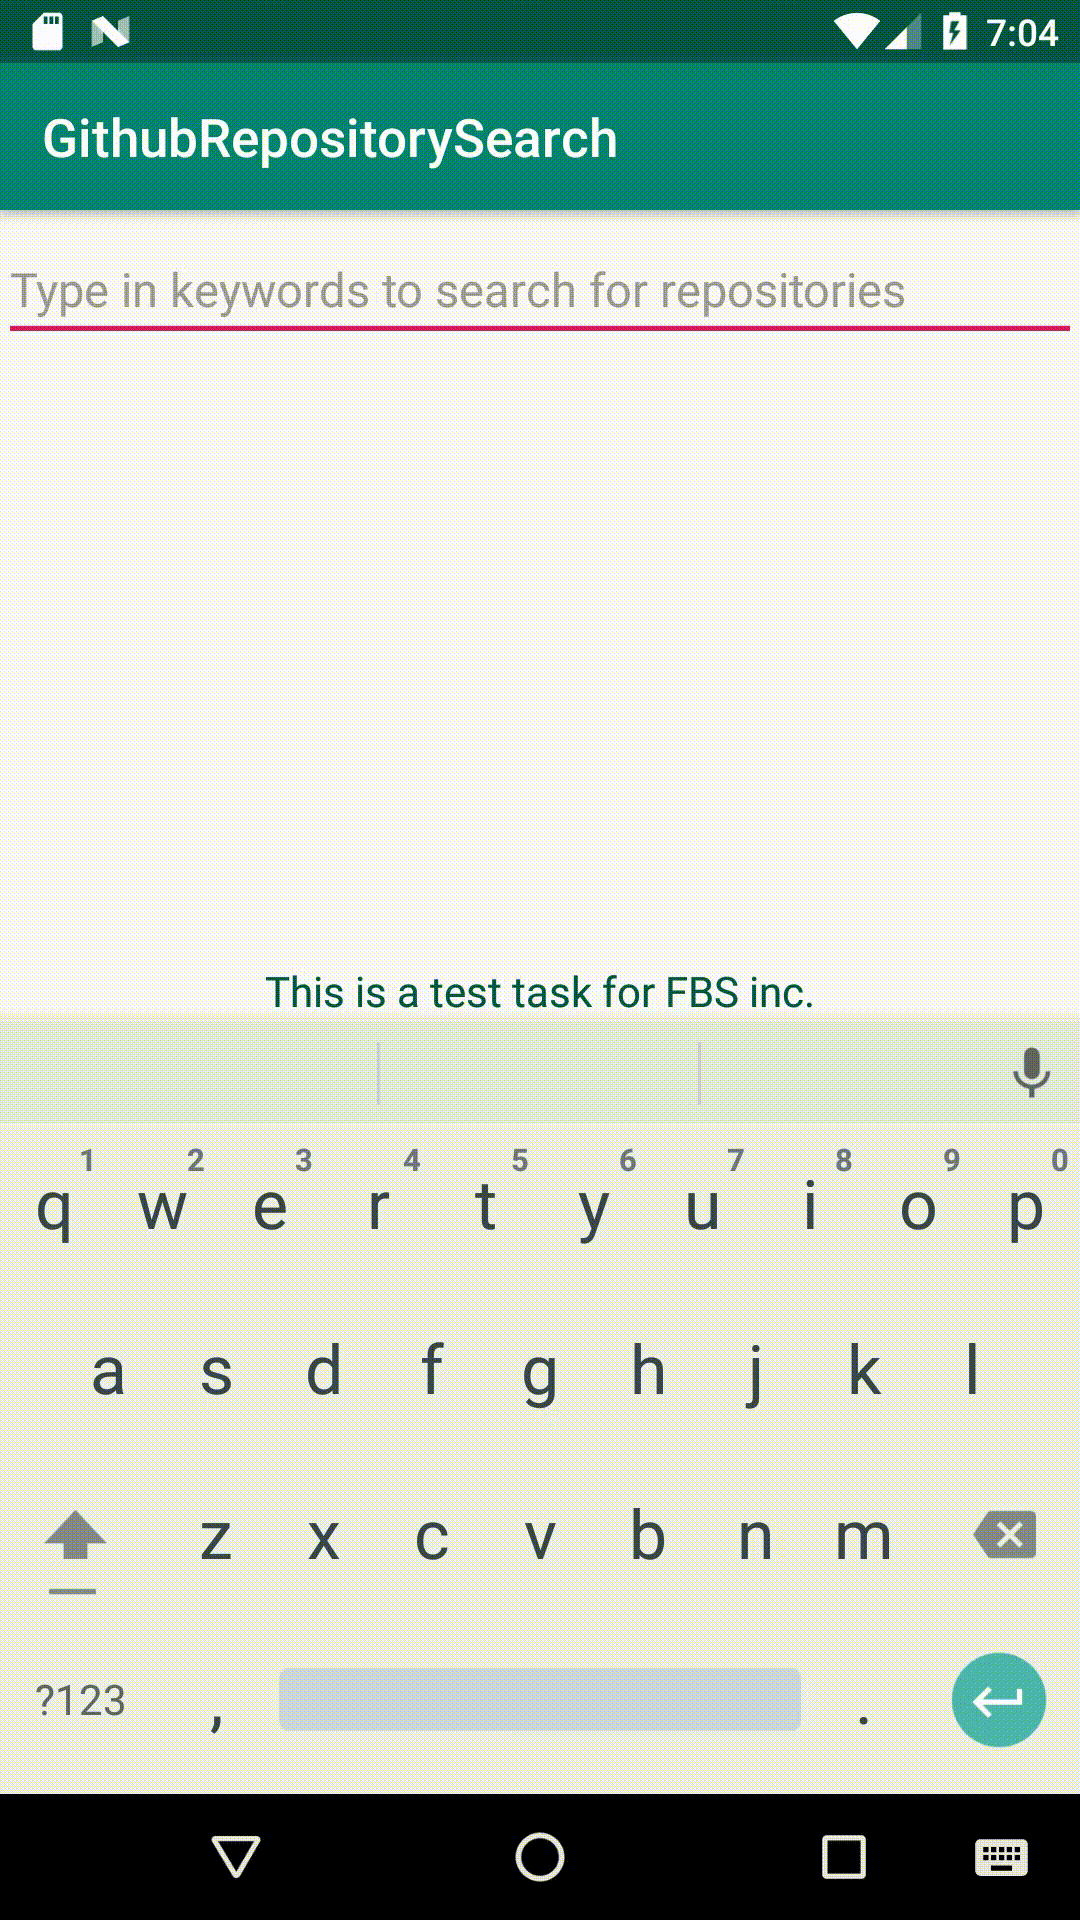 7:04
GithubRepositorySearch
Type in keywords to search for repositories
This is a test task for FBS inc.
1 2 3 4 5 6 7 8 9 0
q w e r t y u i o p
a s d f g h j k l
z x c v b n m
?123 , .